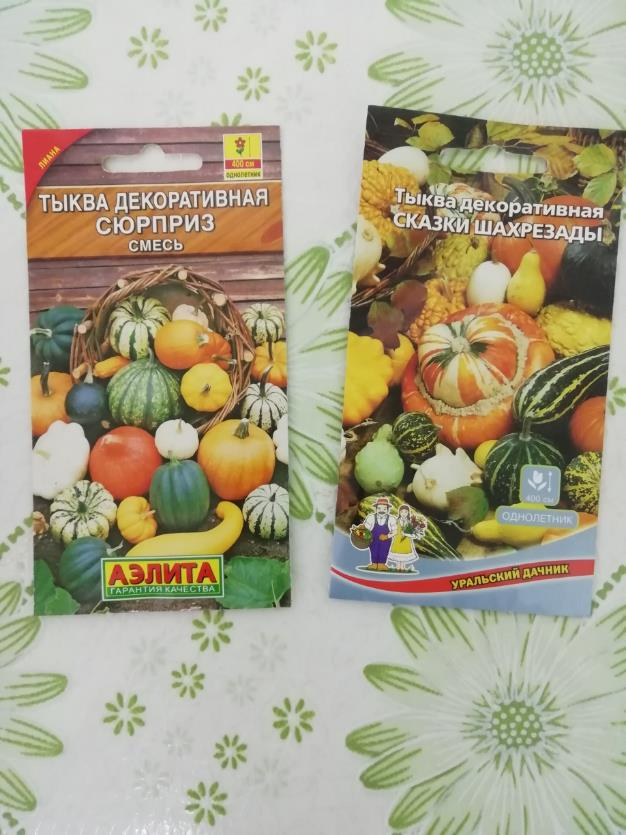 ЛИАНА
400 см
ОДНОЛЕТНИК
ТЫКВА ДЕКОРАТИВНАЯ
СЮРПРИЗ
СМЕСЬ
АЭЛИТА
ГАРАНТИЯ КАЧЕСТВА
Тыква декоративная
СКАЗКИ ШАХРЕЗАДЫ
400 см
ОДНОЛЕТНИК
УРАЛЬСКИЙ ДАЧНИК